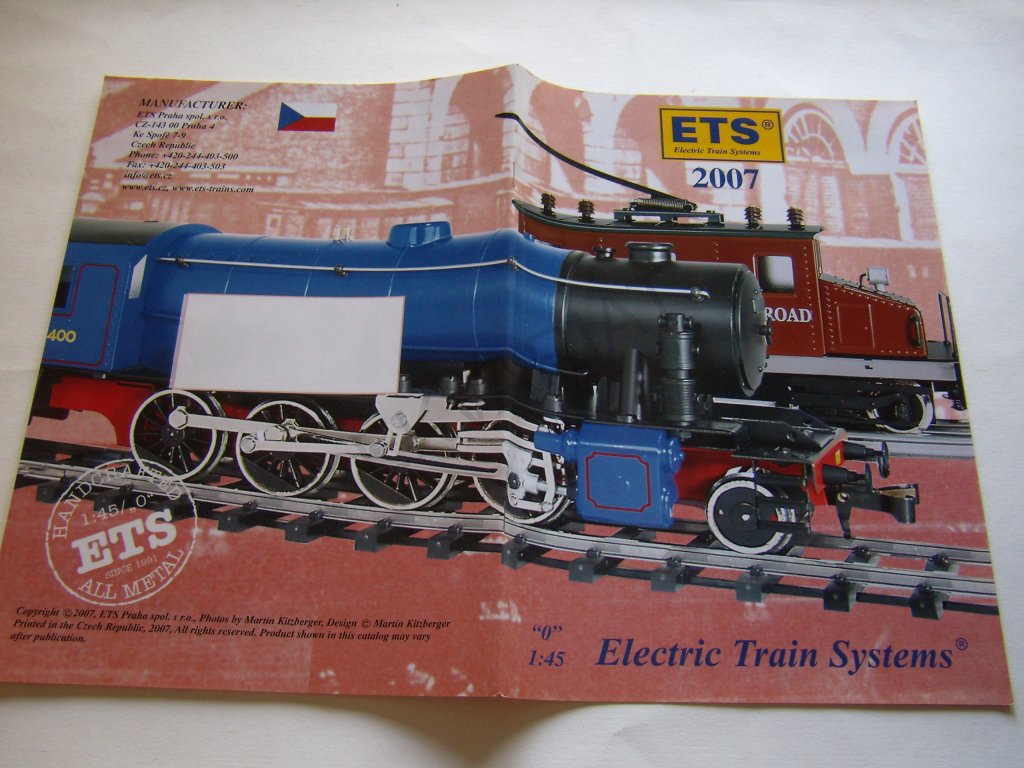 MANUFACTURER:
ETS Praha spol. s r.o.
CZ-143 00 Praha 4
Ke Spofě 7-9
Czech Republic
Phone: +420-244-403-500
Fax: +420-244-403-503
info@ets.cz
www.ets.cz, www.ets-trains.com
ETS®
Electric Train Systems
2007
ROAD
400
HANDCRAFTED
1:45/„0”
ETS
SINCE 1991
ALL METAL
Copyright ©2007, ETS Praha spol. s r.o., Photos by Martin Kitzberger, Design © Martin Kitzberger
Printed in the Czech Republic, 2007, All rights reserved. Product shown in this catalog may vary
after publication.
“0”
1:45
Electric Train Systems®